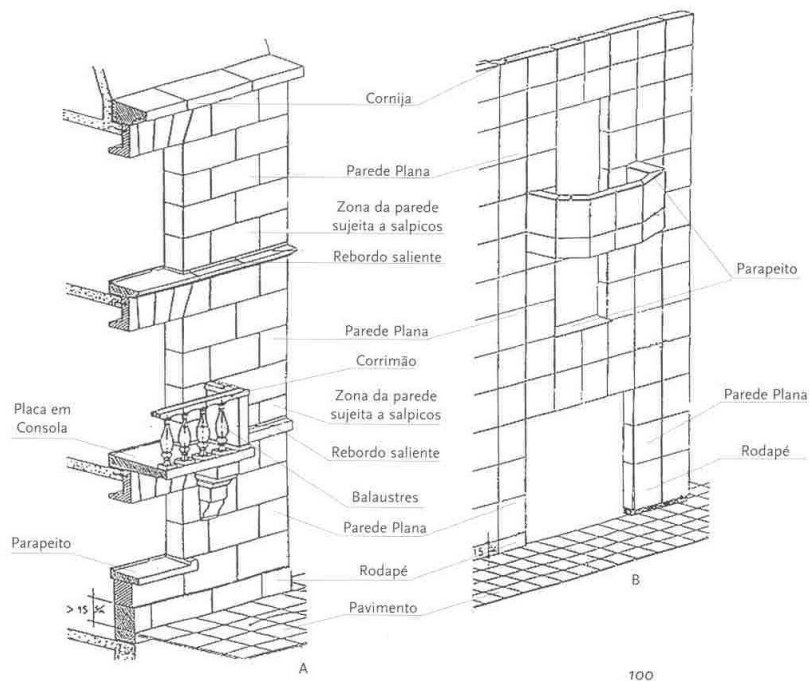 Cornija
Parede Plana
Zona da parede
sujeita a salpicos
Rebordo saliente
Parapeito
Parede Plana
Corrimão
Placa em
Consola
Zona da parede
sujeita a salpicos
Parede Plana
Rebordo saliente
Rodapé
Balaustres
Parede Plana
Parapeito
Rodapé
> 15
15
Pavimento
A
B
100